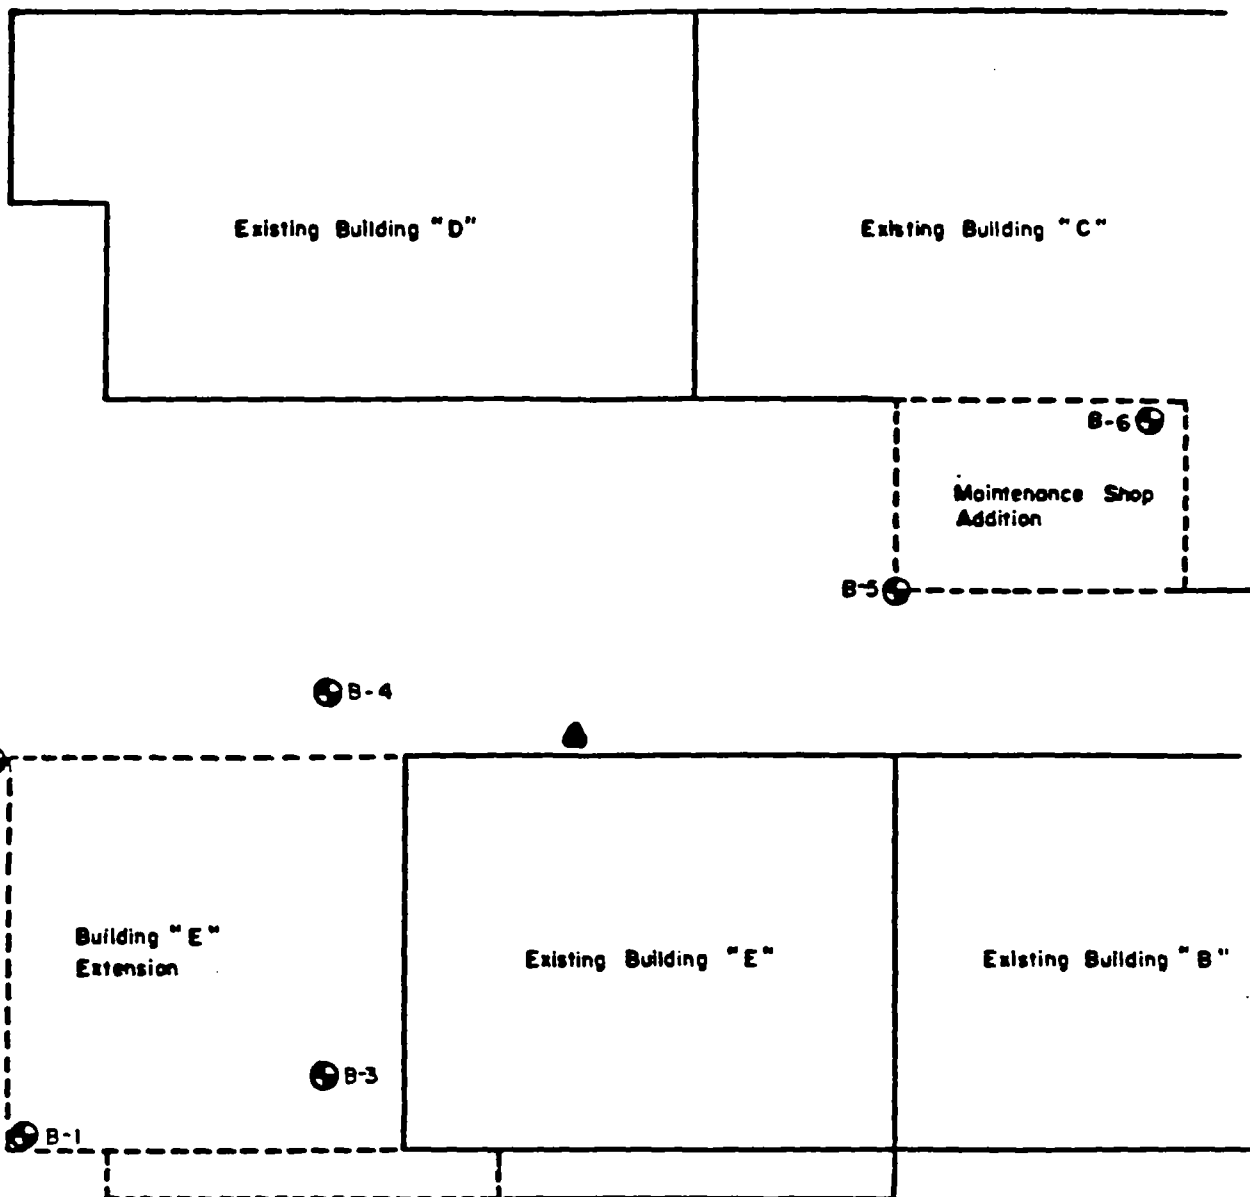 Existing Building "D"
Existing Building "C"
B-6
Maintenance Shop
Addition
B-5
B-4
Building "E"
Extension
Existing Building "E"
Existing Building "B"
B-3
B-1